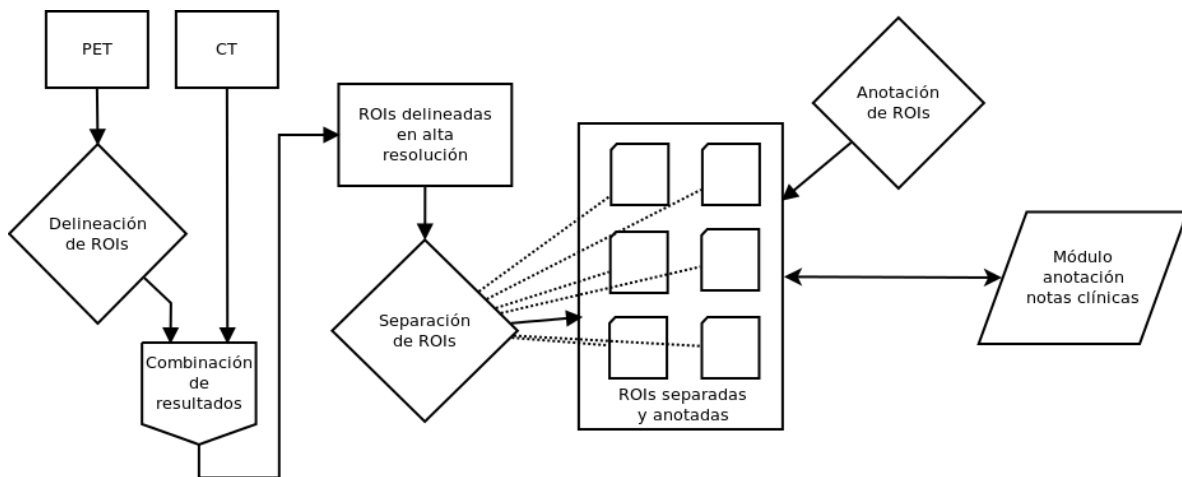 PET
CT
Delineación
de ROIs
Combinación
de
resultados
ROIs delineadas
en alta
resolución
Separación
de ROIs
ROIs separadas
y anotadas
Anotación
de ROIs
Módulo
anotación
notas clínicas